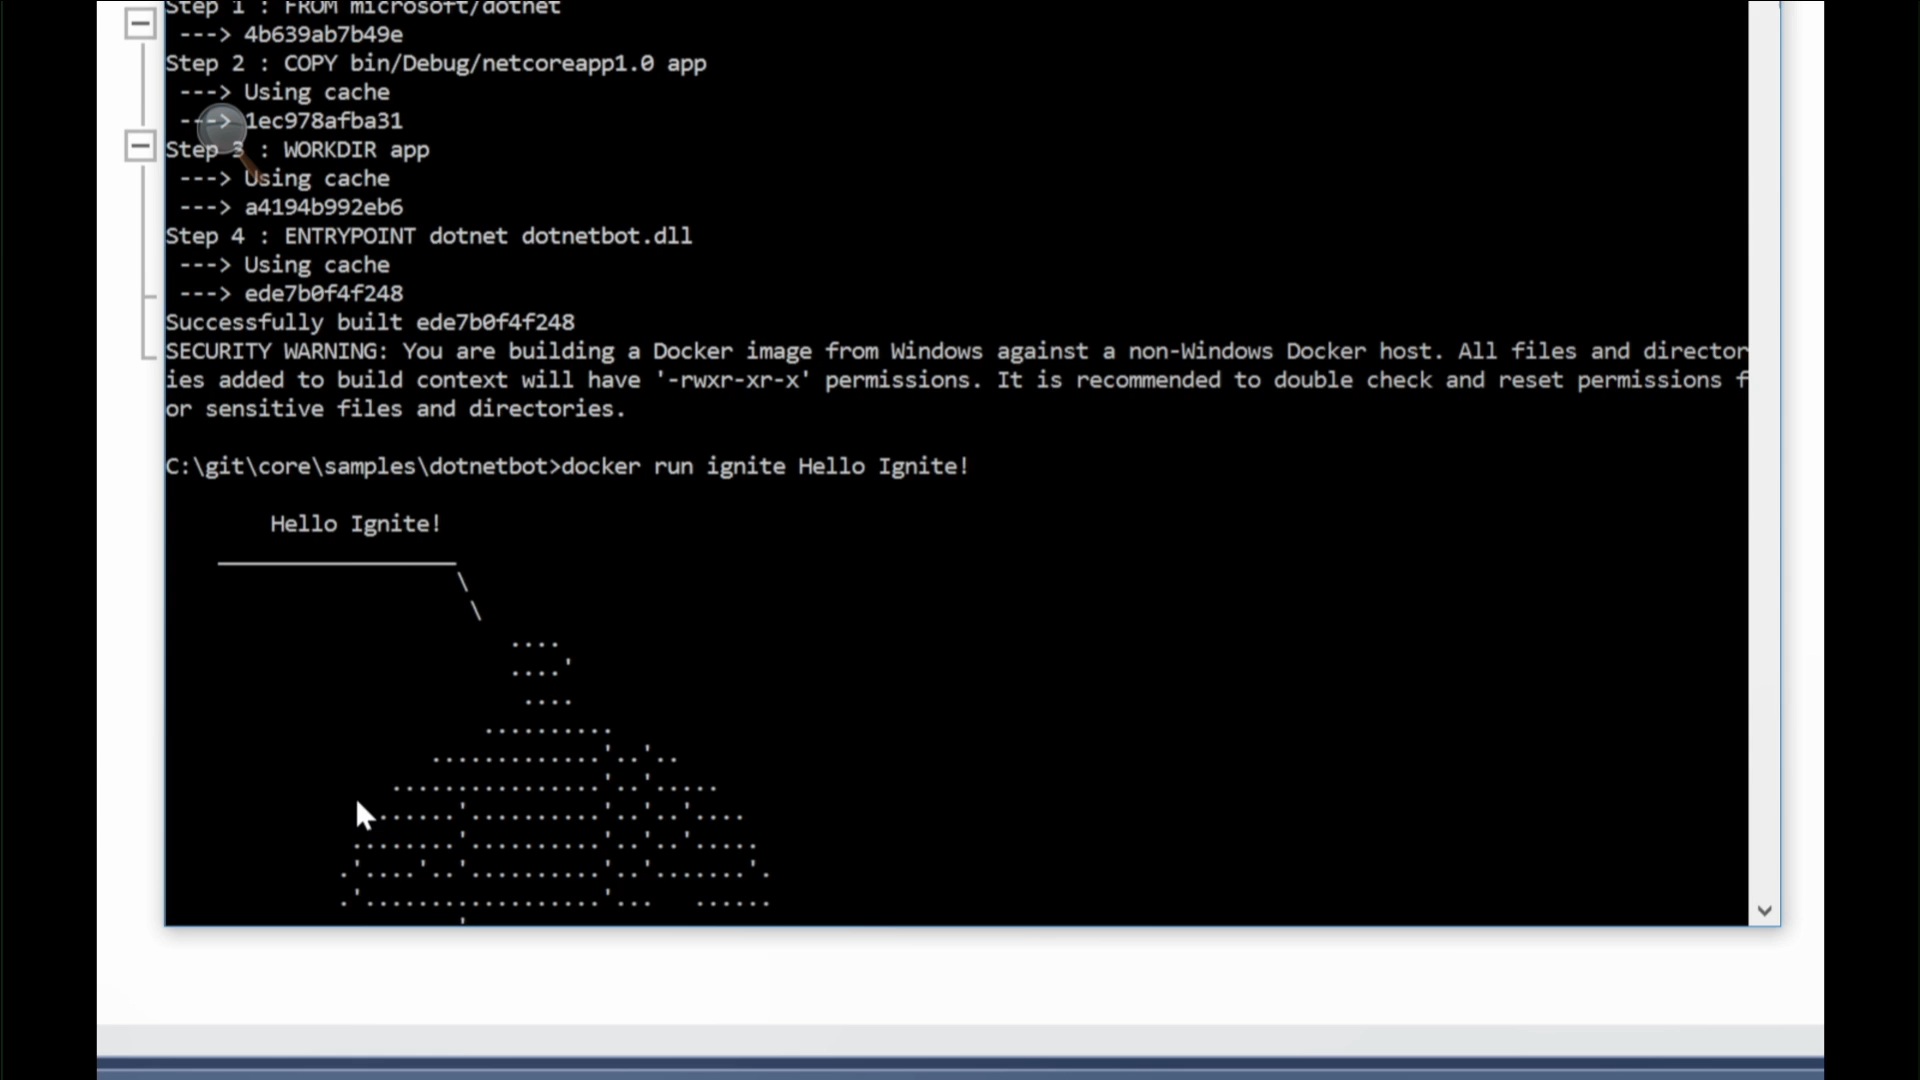 Step 1 : FROM microsoft/dotnet
---> 4b639ab7b49e
Step 2 : COPY bin/Debug/netcoreapp1.0 app
---> Using cache
---> 1ec978afba31
Step 3 : WORKDIR app
---> Using cache
---> a4194b992eb6
Step 4 : ENTRYPOINT dotnet dotnetbot.dll
---> Using cache
---> ede7b0f4f248
Successfully built ede7b0f4f248
SECURITY WARNING: You are building a Docker image from Windows against a non-Windows Docker host. All files and director
ies added to build context will have '-rwxr-xr-x' permissions. It is recommended to double check and reset permissions f
or sensitive files and directories.
C:\git\core\samples\dotnetbot>docker run ignite Hello Ignite!
Hello Ignite!